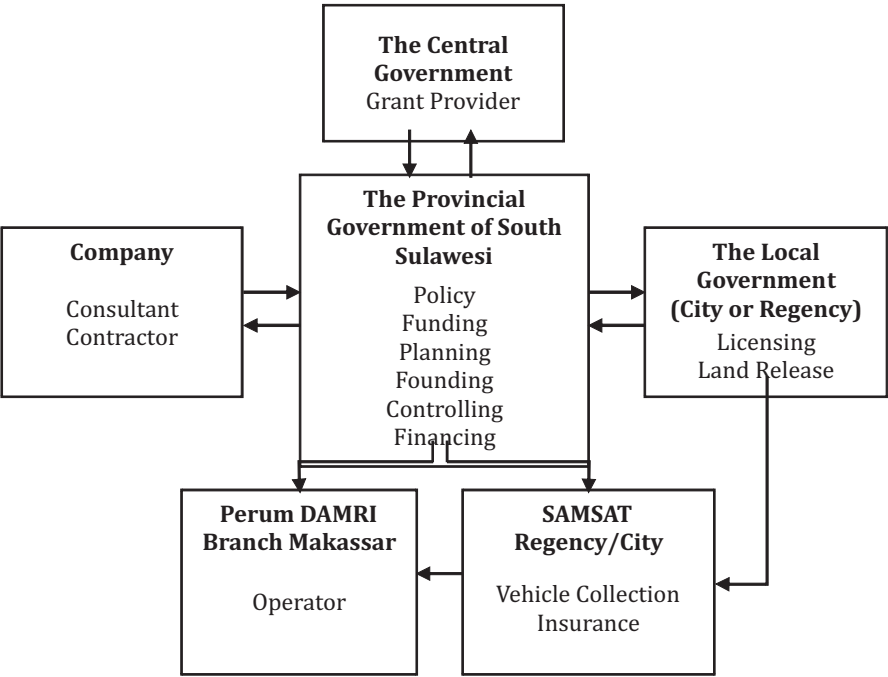 The Central
Government
Grant Provider
The Provincial
Government of South
Sulawesi
Policy
Funding
Planning
Founding
Controlling
Financing
Company
Consultant
Contractor
The Local
Government
(City or Regency)
Licensing
Land Release
Perum DAMRI
Branch Makassar
Operator
SAMSAT
Regency/City
Vehicle Collection
Insurance